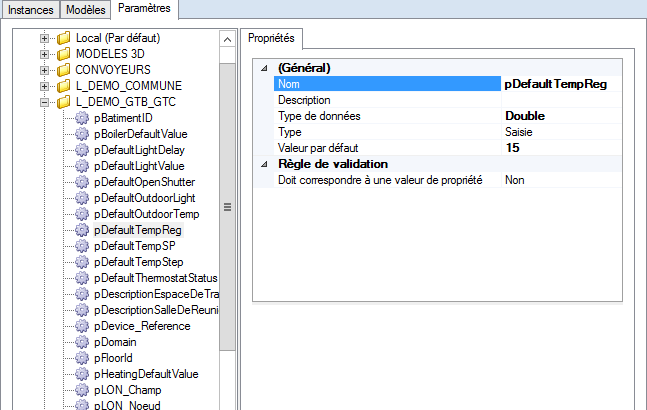 Instances Modèles Paramètres
Local (Par défaut)
MODELES 3D
CONVOYEURS
L_DEMO_COMMUNE
L_DEMO_GTB_GTC
pBatimentID
pBoilerDefaultValue
pDefaultLightDelay
pDefaultLightValue
pDefaultOpenShutter
pDefaultOutdoorLight
pDefaultOutdoorTemp
pDefaultTempReg
pDefaultTempSP
pDefaultTempStep
pDefaultThermostatStatus
pDescriptionEspaceDeTra
pDescriptionSalleDeReuni
pDevice_Reference
pDomain
pFloorId
pHeatingDefaultValue
pLON_Champ
pLON_Noeud
Propriétés
(Général)
Nom pDefaultTempReg
Description
Type de données Double
Type Saisie
Valeur par défaut 15
Règle de validation
Doit correspondre à une valeur de propriété Non